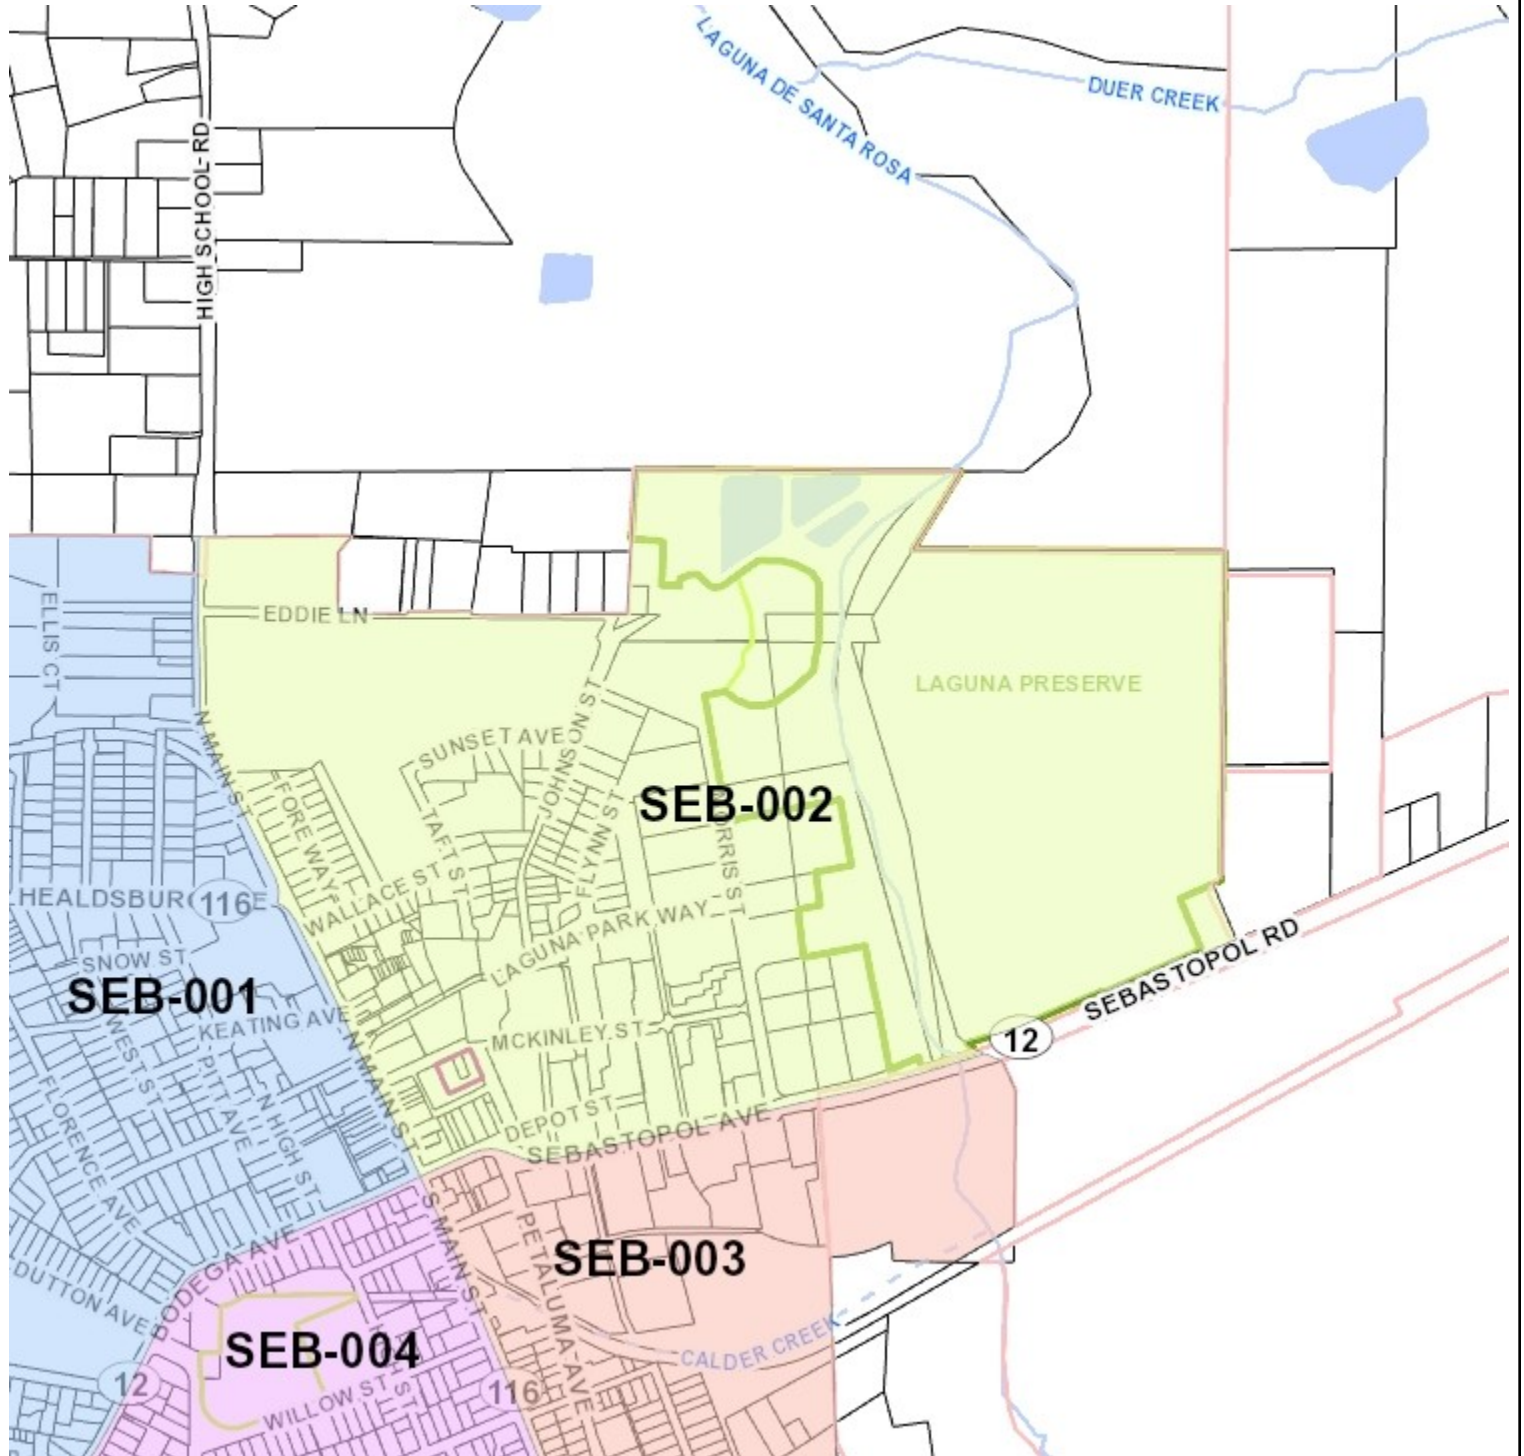 LAGUNA DE SANTA ROSA
DUER CREEK
HIGH SCHOOL RD
ELLIS CT
EDDIE LN
LAGUNA PRESERVE
N MAIN ST
SUNSET AVE
JOHNSON ST
SEB-002
FORE WAY
TAFT ST
FLYNN ST
MORRIS ST
HEALDSBURG
116
WALLACE ST
LAGUNA PARK WAY
SNOW ST
SEB-001
KEATING AVE
SEBASTOPOL RD
12
WEST ST
PITT AVE
N HIGH ST
N MAIN ST
MCKINLEY ST
FLORENCE AVE
DEPOT ST
SEBASTOPOL AVE
BODEGA AVE
S MAIN ST
PETALUMA AVE
SEB-003
DUTTON AVE
SEB-004
CALDER CREEK
12
WILLOW ST
116